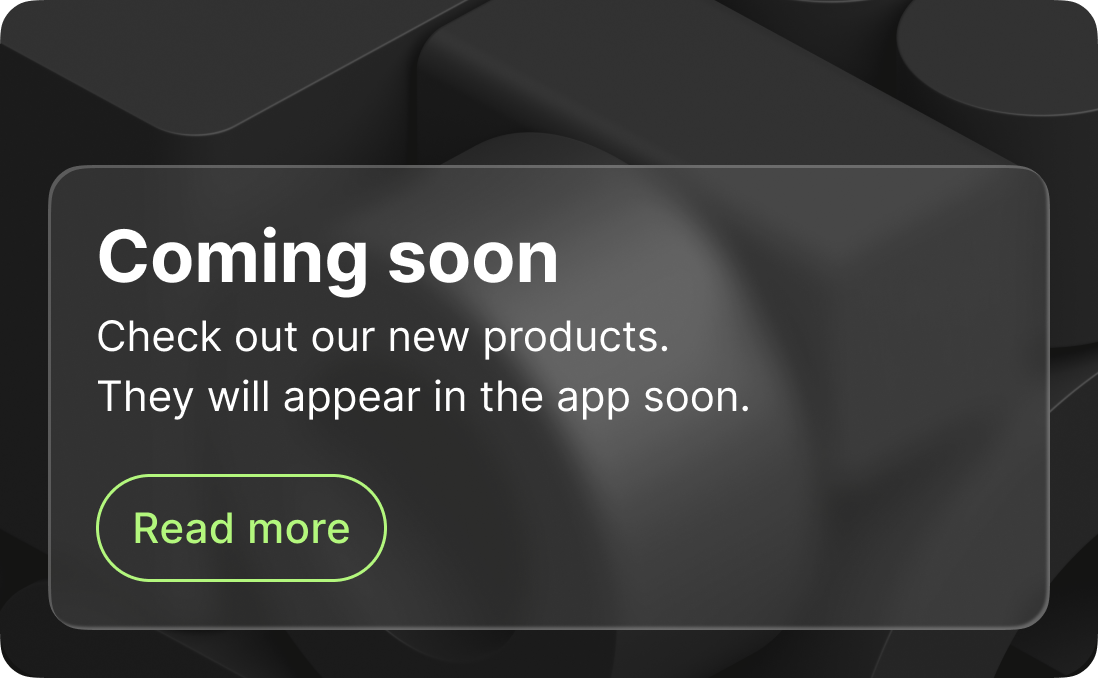 Coming soon
Check out our new products.
They will appear in the app soon.
Read more